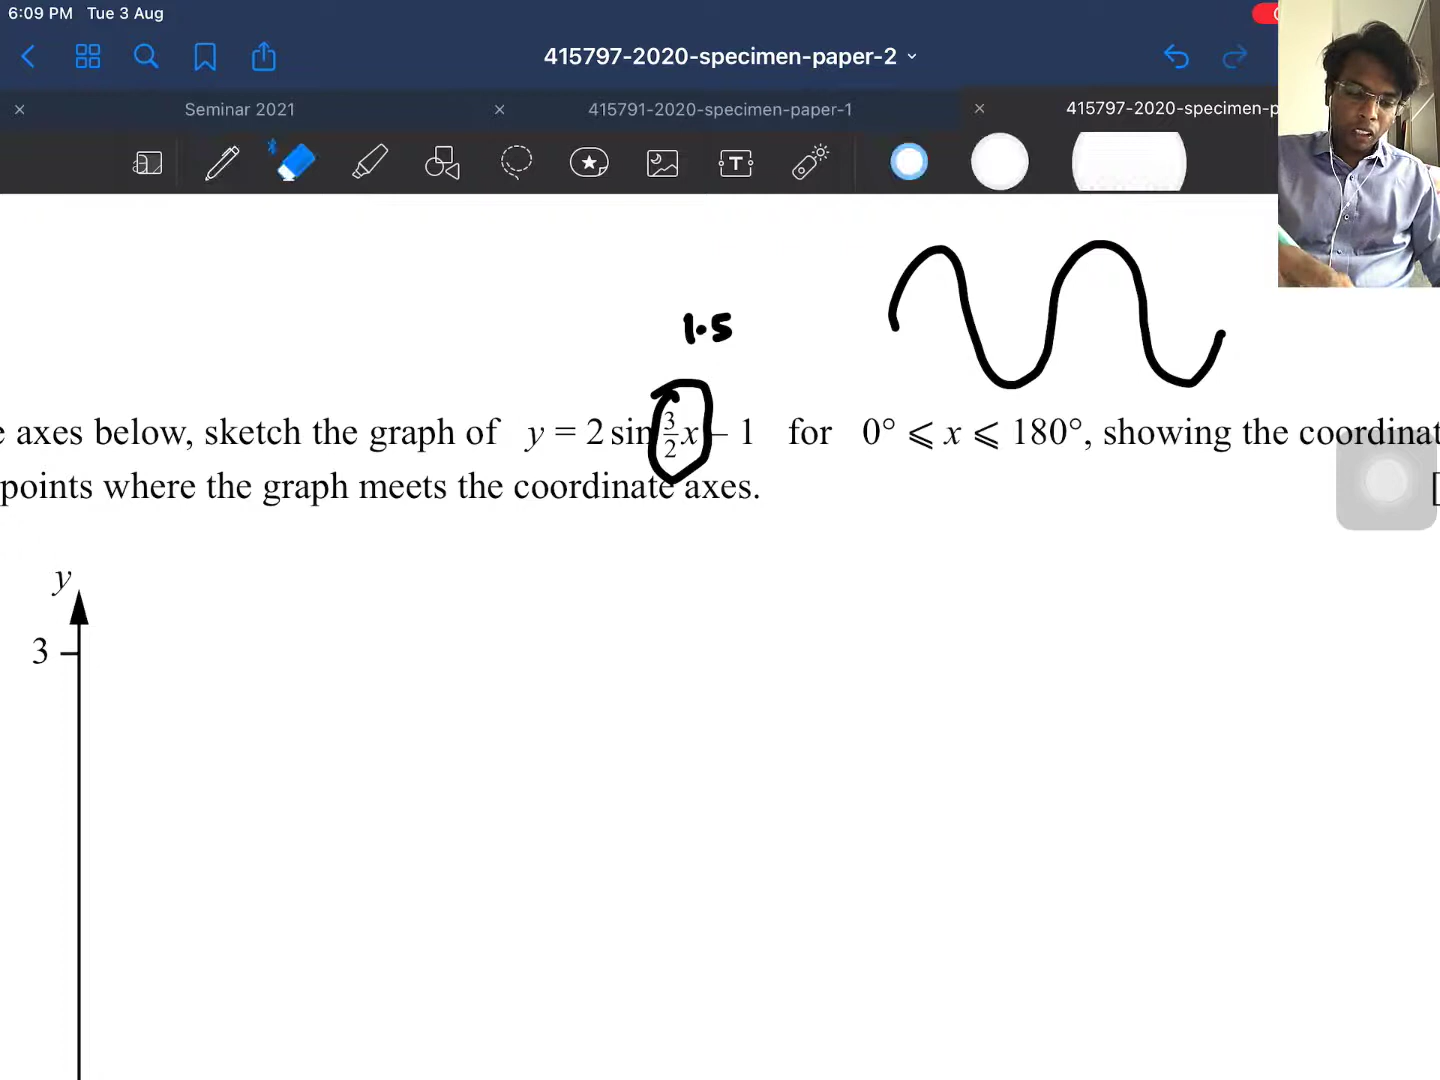 6:09 PM Tue 3 Aug
415797-2020-specimen-paper-2
Seminar 2021
415791-2020-specimen-paper-1
415797-2020-specimen-p
T
1.5
axes below, sketch the graph of y = 2 sin 3/2 x − 1 for 0° ⩽ x ⩽ 180°, showing the coordinat
points where the graph meets the coordinate axes. [
y
3